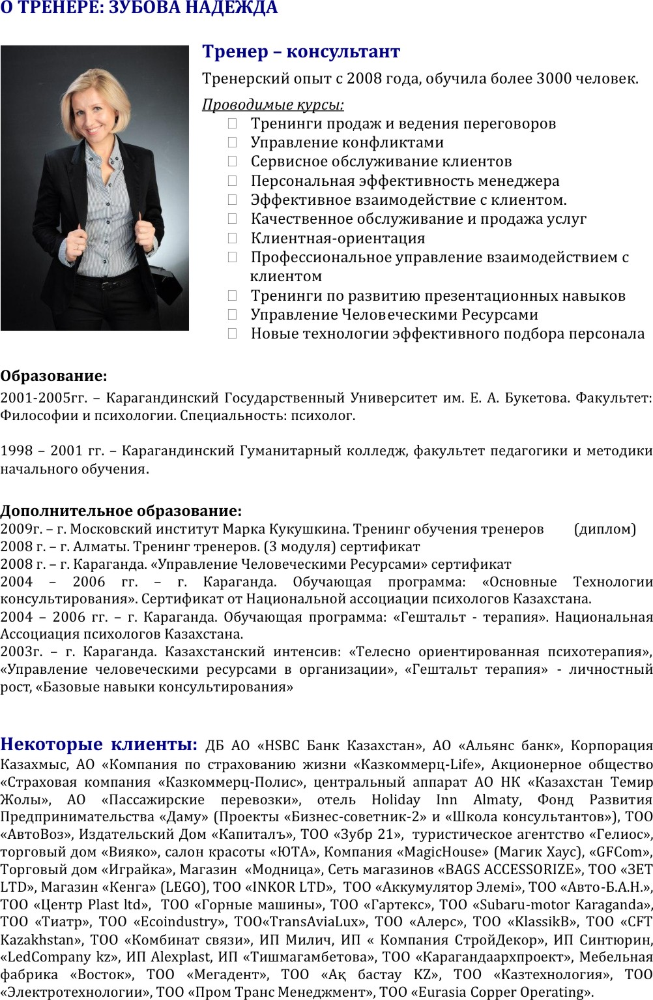 О ТРЕНЕРЕ: ЗУБОВА НАДЕЖДА
Тренер – консультант
Тренерский опыт с 2008 года, обучила более 3000 человек.
Проводимые курсы:
Тренинги продаж и ведения переговоров
Управление конфликтами
Сервисное обслуживание клиентов
Персональная эффективность менеджера
Эффективное взаимодействие с клиентом.
Качественное обслуживание и продажа услуг
Клиентная-ориентация
Профессиональное управление взаимодействием с
клиентом
Тренинги по развитию презентационных навыков
Управление Человеческими Ресурсами
Новые технологии эффективного подбора персонала
Образование:
2001-2005гг. – Карагандинский Государственный Университет им. Е. А. Букетова. Факультет:
Философии и психологии. Специальность: психолог.
1998 – 2001 гг. – Карагандинский Гуманитарный колледж, факультет педагогики и методики
начального обучения.
Дополнительное образование:
2009г. – г. Московский институт Марка Кукушкина. Тренинг обучения тренеров (диплом)
2008 г. – г. Алматы. Тренинг тренеров. (3 модуля) сертификат
2008 г. – г. Караганда. «Управление Человеческими Ресурсами» сертификат
2004 – 2006 гг. – г. Караганда. Обучающая программа: «Основные Технологии
консультирования». Сертификат от Национальной ассоциации психологов Казахстана.
2004 – 2006 гг. – г. Караганда. Обучающая программа: «Гештальт - терапия». Национальная
Ассоциация психологов Казахстана.
2003г. – г. Караганда. Казахстанский интенсив: «Телесно ориентированная психотерапия»,
«Управление человеческими ресурсами в организации», «Гештальт терапия» - личностный
рост, «Базовые навыки консультирования»
Некоторые клиенты: ДБ АО «HSBC Банк Казахстан», АО «Альянс банк», Корпорация
Казахмыс, АО «Компания по страхованию жизни «Казкоммерц-Life», Акционерное общество
«Страховая компания «Казкоммерц-Полис», центральный аппарат АО НК «Казахстан Темир
Жолы», АО «Пассажирские перевозки», отель Holiday Inn Almaty, Фонд Развития
Предпринимательства «Даму» (Проекты «Бизнес-советник-2» и «Школа консультантов»), ТОО
«АвтоВоз», Издательский Дом «Капиталъ», ТОО «Зубр 21», туристическое агентство «Гелиос»,
торговый дом «Вияко», салон красоты «ЮТА», Компания «MagicHouse» (Магик Хаус), «GFCom»,
Торговый дом «Играйка», Магазин «Модница», Сеть магазинов «BAGS ACCESSORIZE», ТОО «ЗЕТ
LTD», Магазин «Кенга» (LEGO), ТОО «INKOR LTD», ТОО «Аккумулятор Элемі», ТОО «Авто-Б.А.Н.»,
ТОО «Центр Plast ltd», ТОО «Горные машины», ТОО «Гартекс», ТОО «Subaru-motor Karaganda»,
ТОО «Тиатр», ТОО «Ecoindustry», ТОО«TransAviaLux», ТОО «Алерс», ТОО «KlassikB», ТОО «CFT
Kazakhstan», ТОО «Комбинат связи», ИП Милич, ИП « Компания СтройДекор», ИП Синтюрин,
«LedCompany kz», ИП Alexplast, ИП «Тишмагамбетова», ТОО «Карагандаархпроект», Мебельная
фабрика «Восток», ТОО «Мегадент», ТОО «Ақ бастау KZ», ТОО «Казтехнология», ТОО
«Электротехнологии», ТОО «Пром Транс Менеджмент», ТОО «Eurasia Copper Operating».